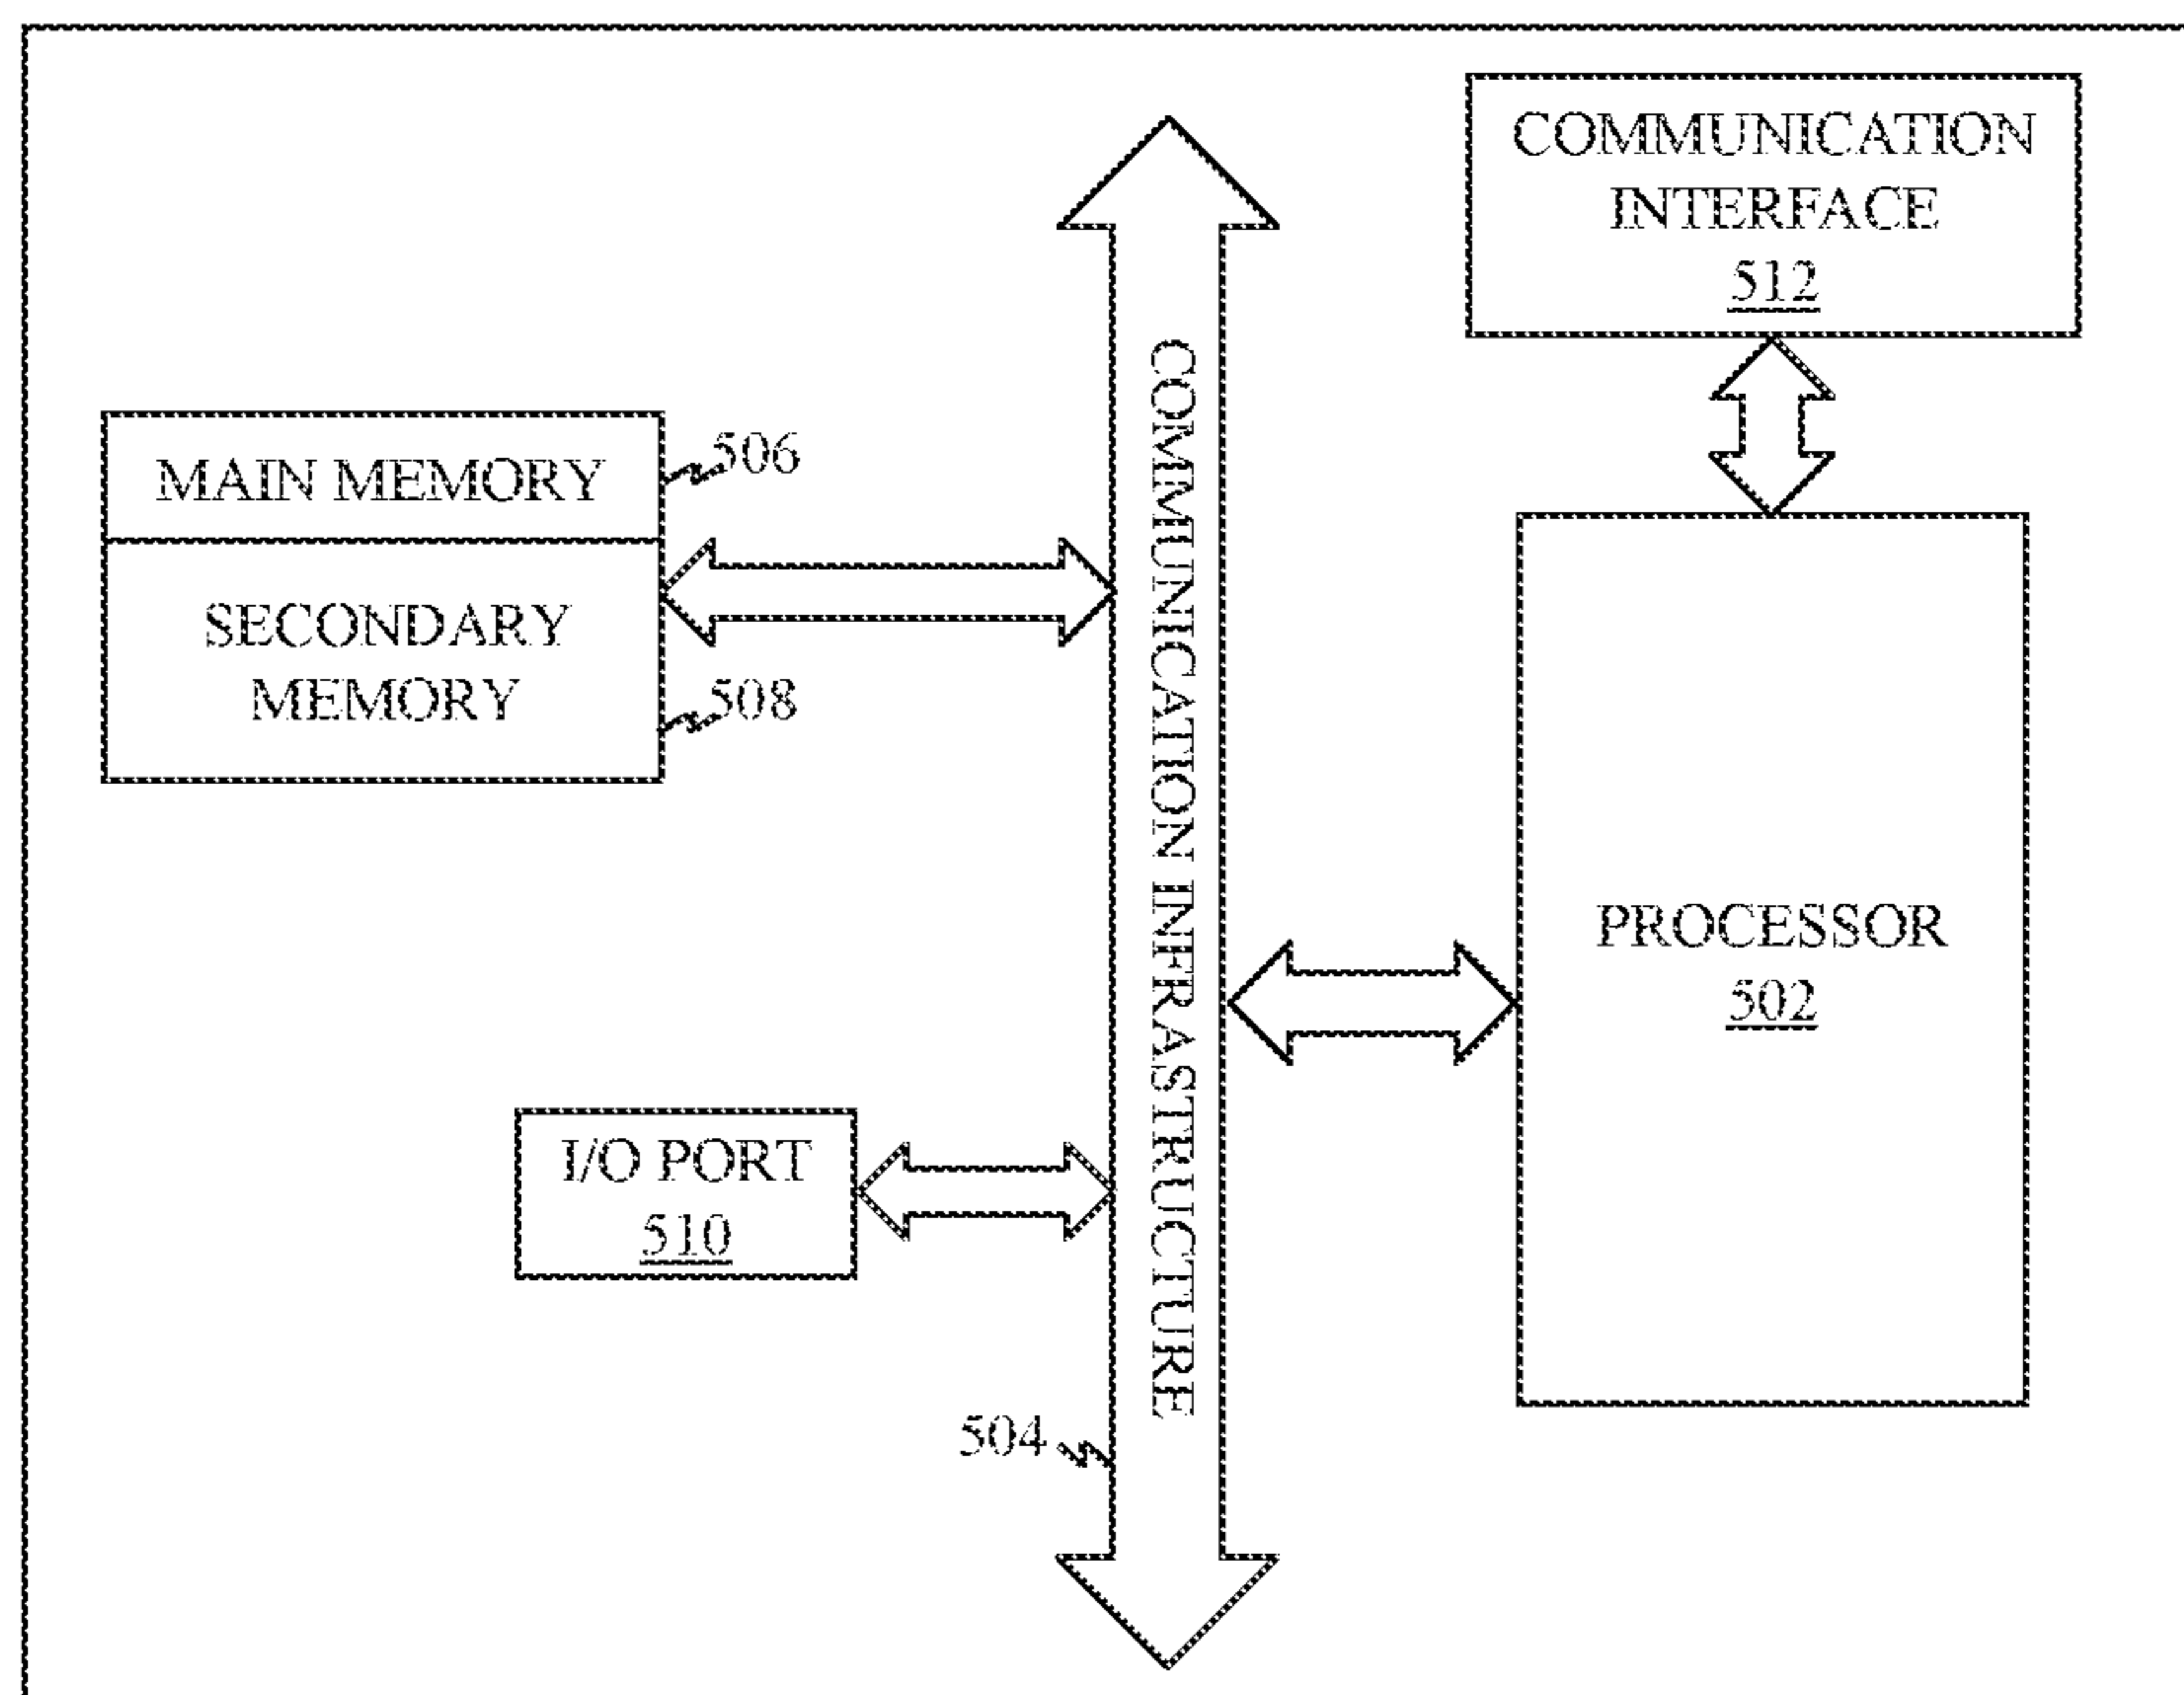 COMMUNICATION
INTERFACE
512
MAIN MEMORY
506
SECONDARY
MEMORY
508
COMMUNICATION INFRASTRUCTURE
PROCESSOR
502
I/O PORT
510
504